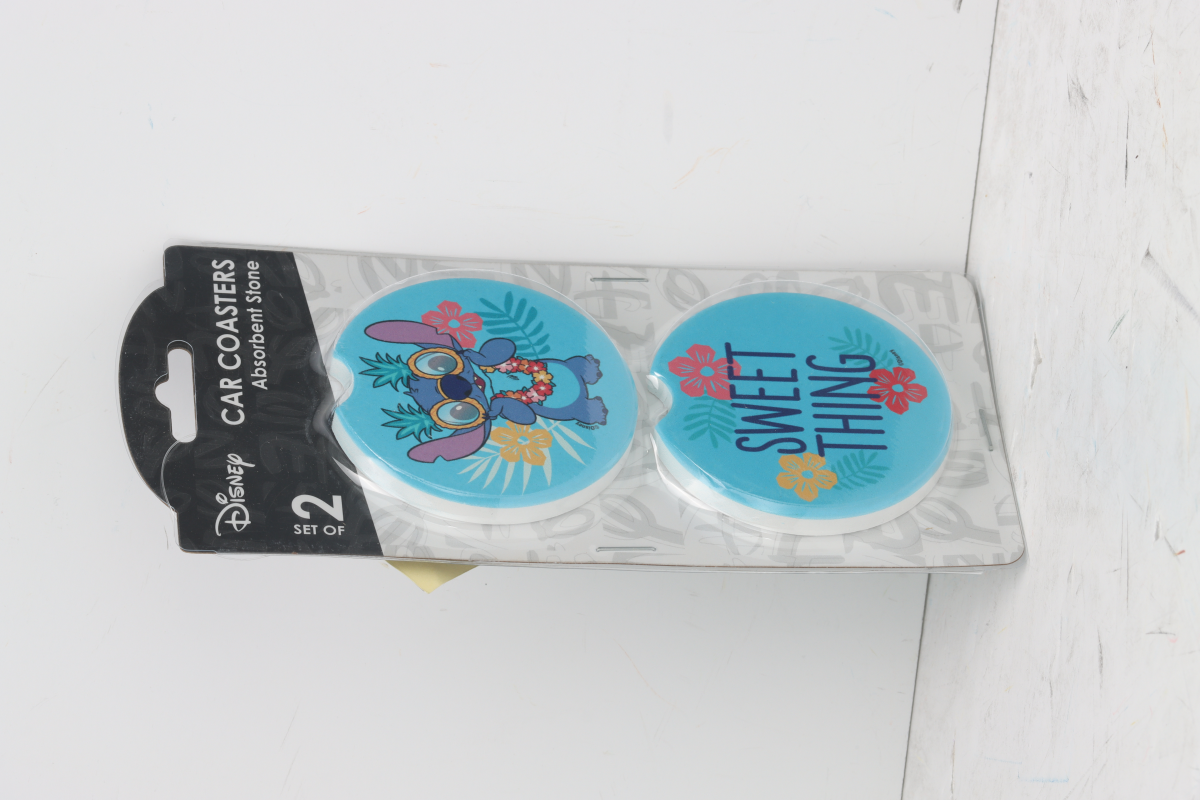 Disney
CAR COASTERS
Absorbent Stone
SET OF
2
SWEET
THING